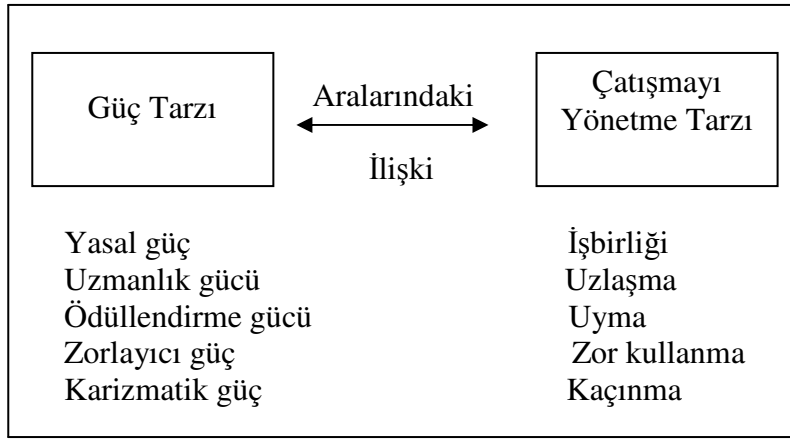 Güç Tarzı
Aralarındaki
İlişki
Çatışmayı
Yönetme Tarzı
Yasal güç
Uzmanlık gücü
Ödüllendirme gücü
Zorlayıcı güç
Karizmatik güç
İşbirliği
Uzlaşma
Uyma
Zor kullanma
Kaçınma